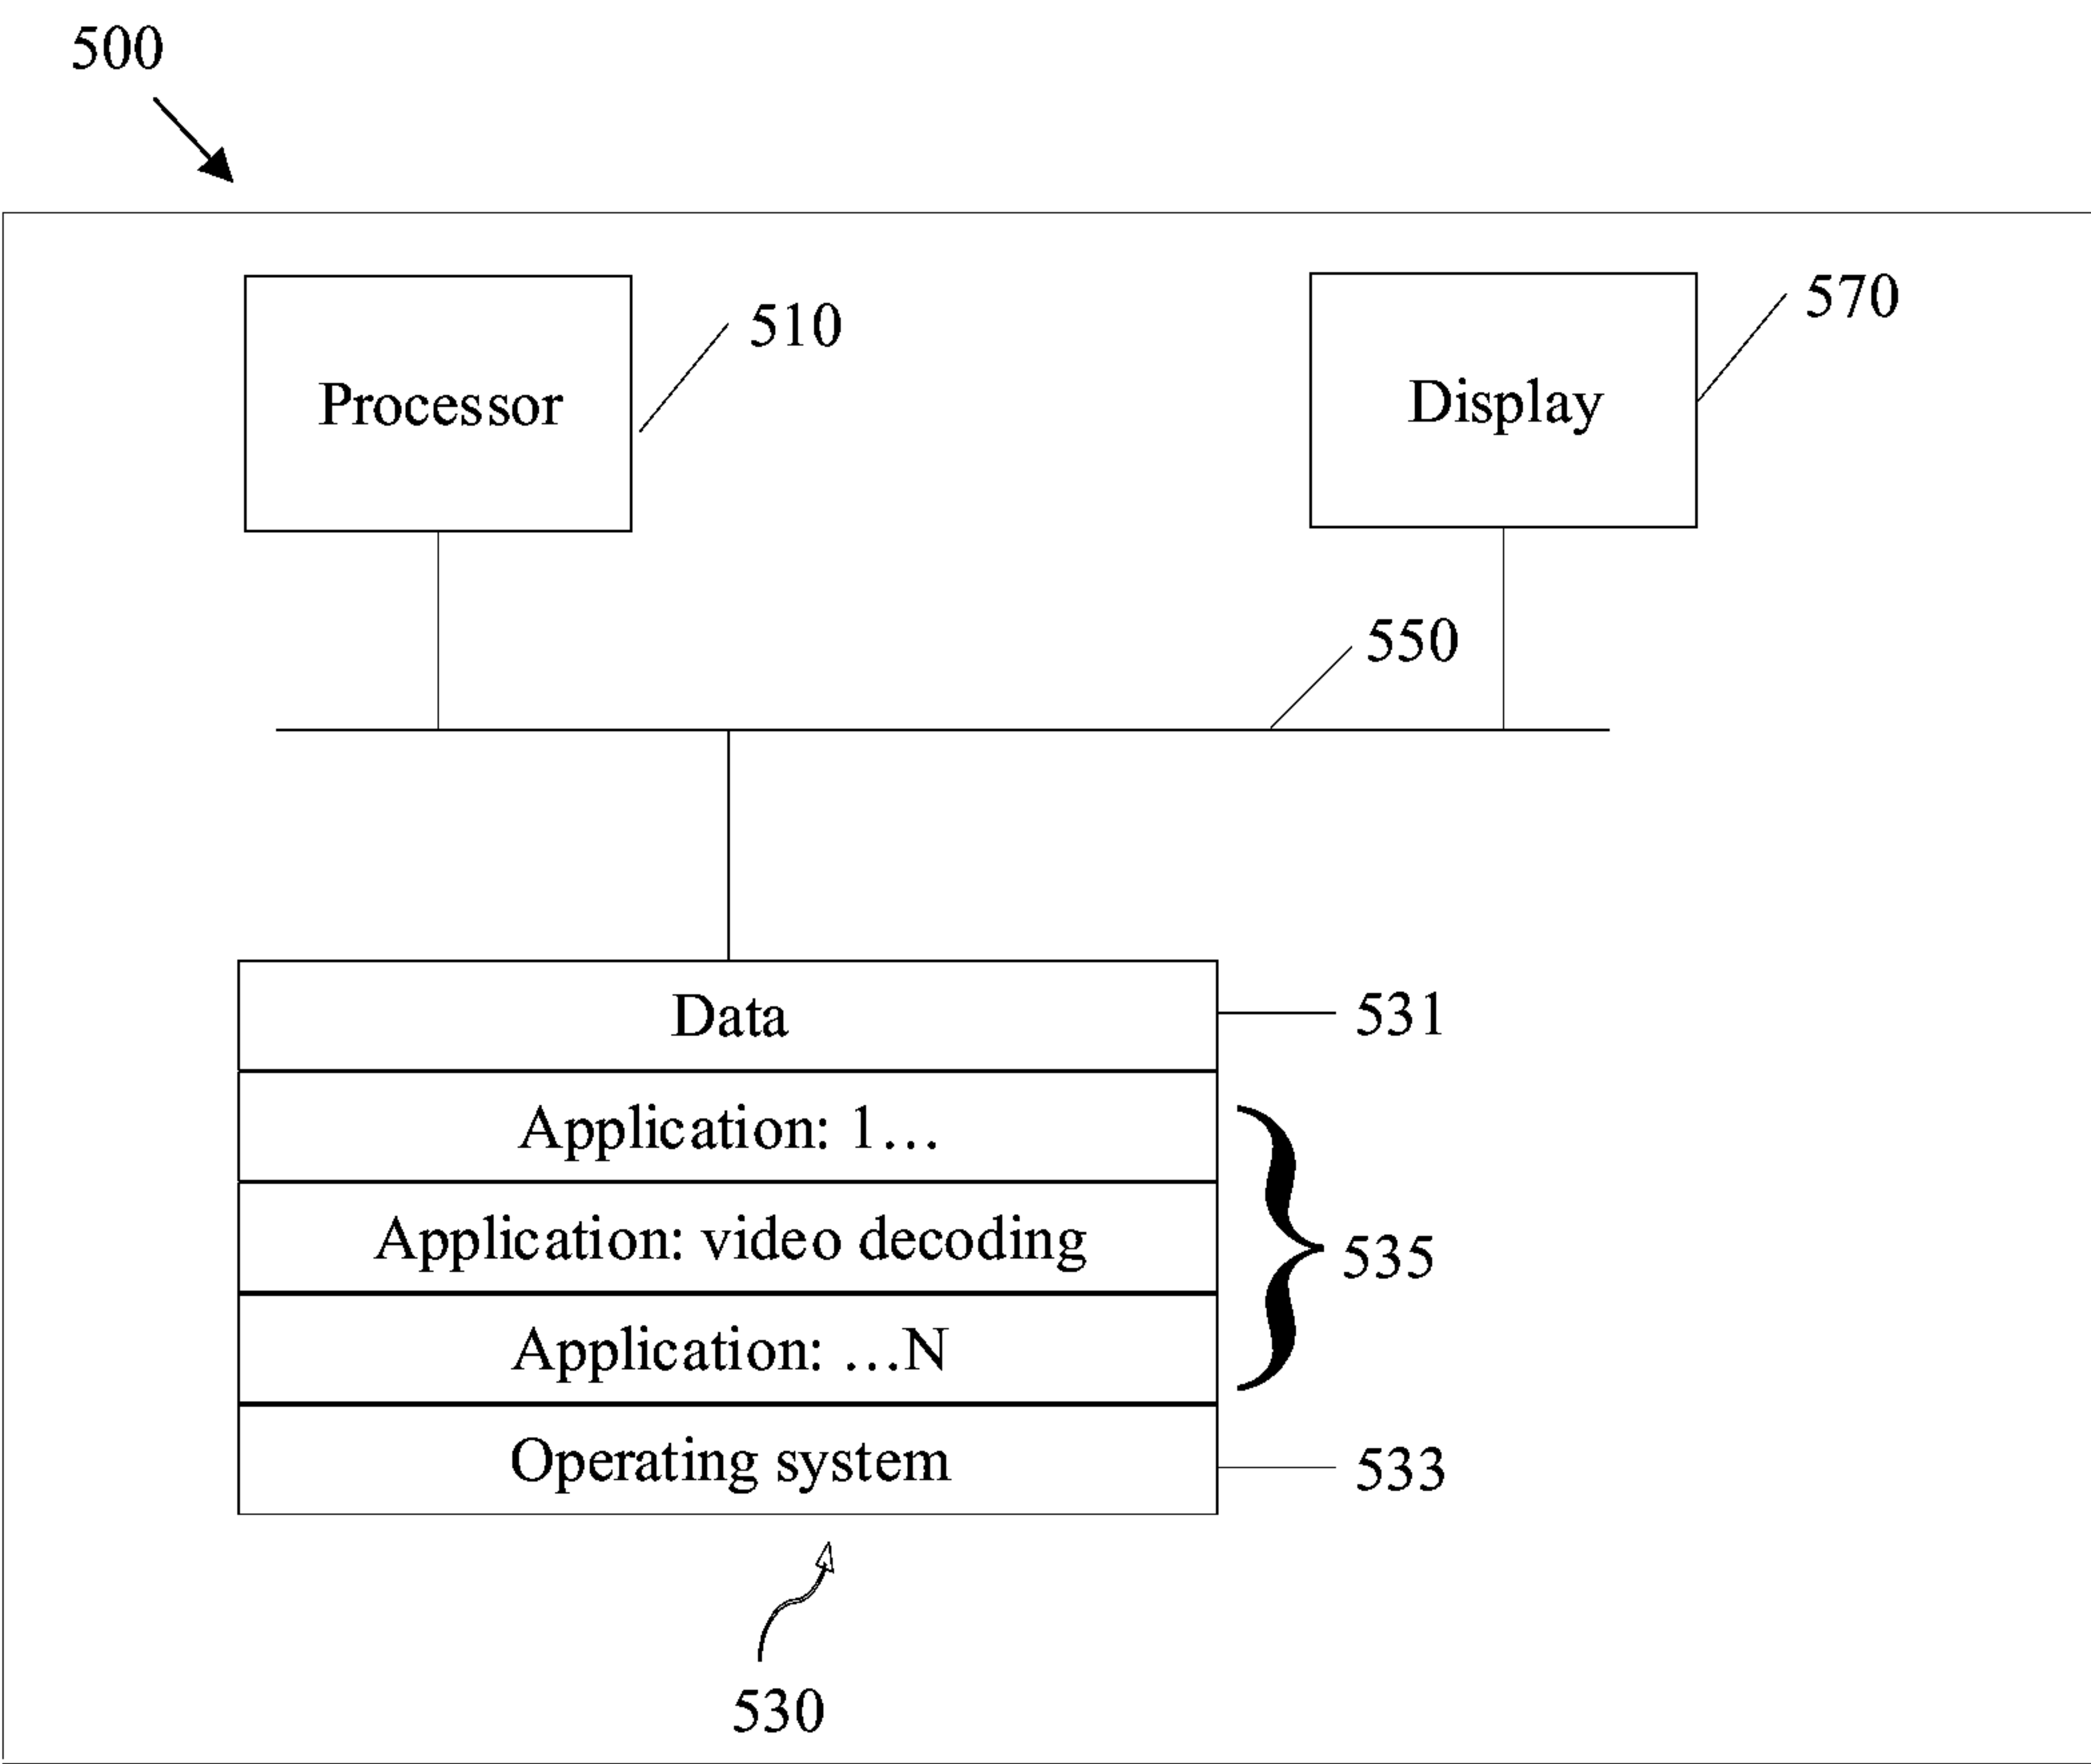 500
Processor
510
Display
570
550
Data
531
Application: 1...
Application: video decoding
535
Application: ...N
Operating system
533
530